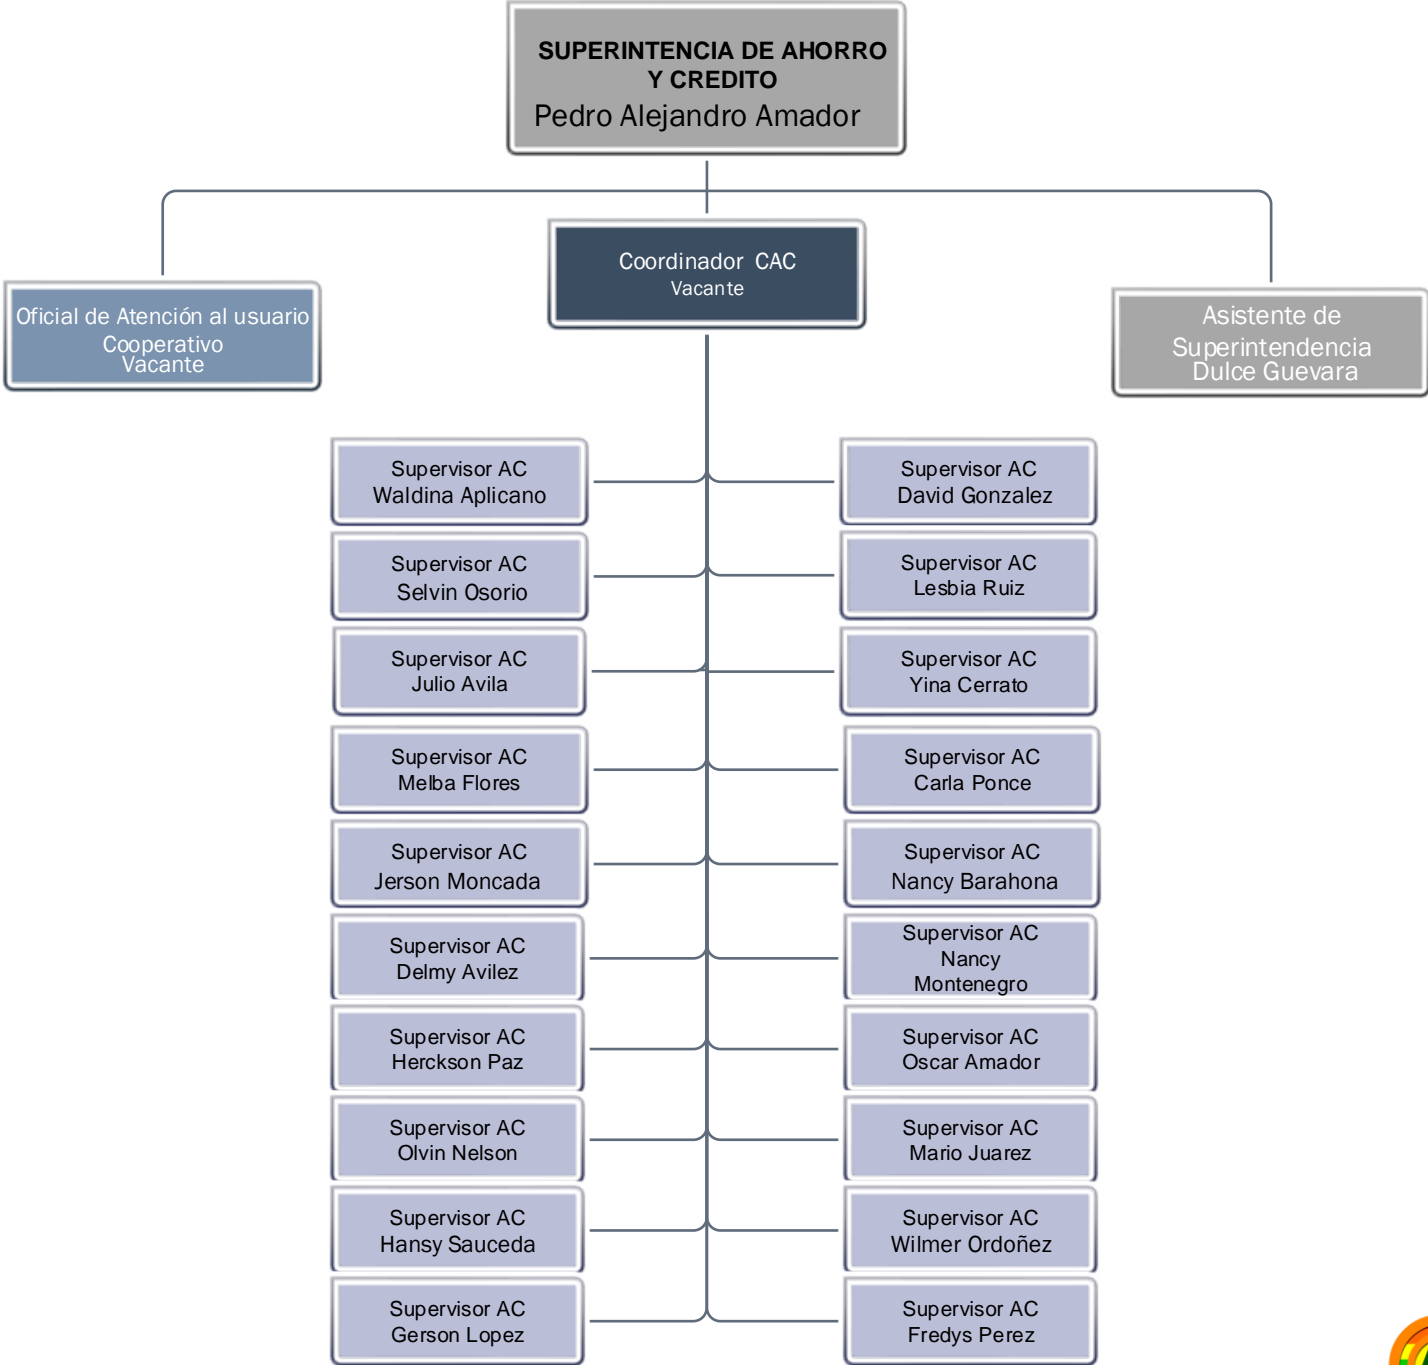 SUPERINTENCIA DE AHORRO
Y CREDITO
Pedro Alejandro Amador
Coordinador CAC
Vacante
Oficial de Atención al usuario
Cooperativo
Vacante
Asistente de
Superintendencia
Dulce Guevara
Supervisor AC
Waldina Aplicano
Supervisor AC
David Gonzalez
Supervisor AC
Selvin Osorio
Supervisor AC
Lesbia Ruiz
Supervisor AC
Julio Avila
Supervisor AC
Yina Cerrato
Supervisor AC
Melba Flores
Supervisor AC
Carla Ponce
Supervisor AC
Jerson Moncada
Supervisor AC
Nancy Barahona
Supervisor AC
Delmy Avilez
Supervisor AC
Nancy
Montenegro
Supervisor AC
Herckson Paz
Supervisor AC
Oscar Amador
Supervisor AC
Olvin Nelson
Supervisor AC
Mario Juarez
Supervisor AC
Hansy Sauceda
Supervisor AC
Wilmer Ordoñez
Supervisor AC
Gerson Lopez
Supervisor AC
Fredys Perez